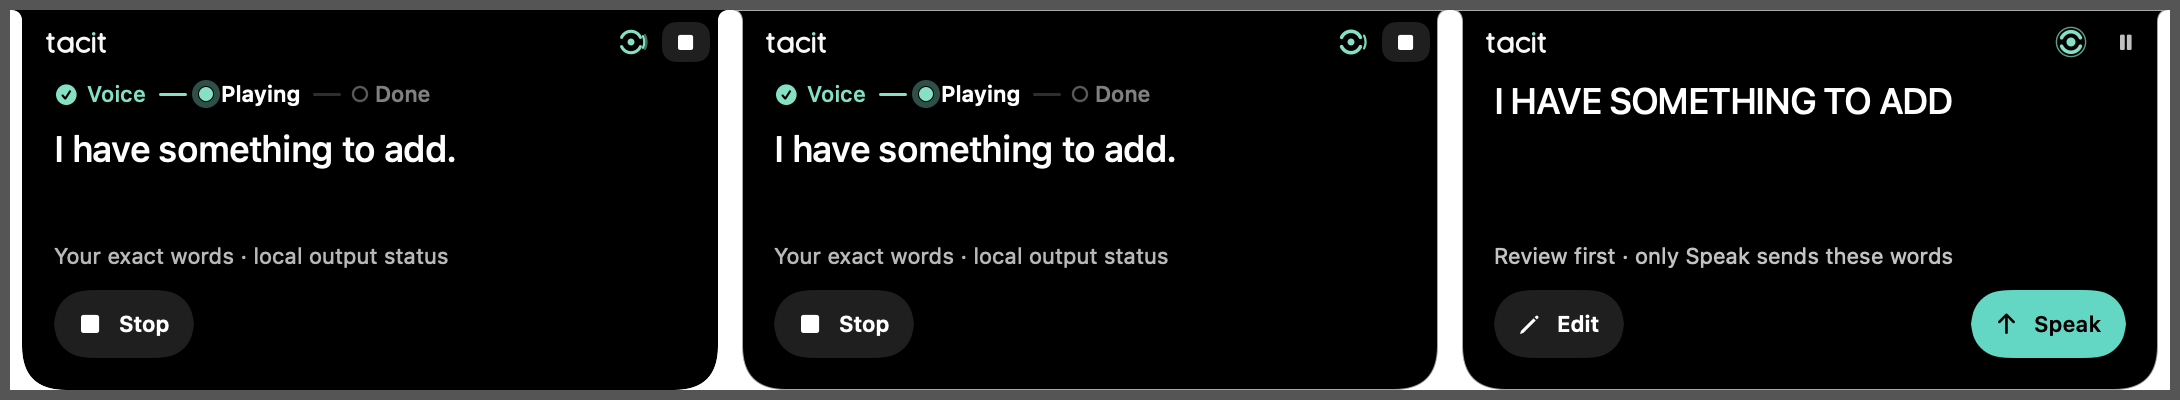 tacit
Voice Playing Done
I have something to add.
Your exact words · local output status
Stop
tacit
Voice Playing Done
I have something to add.
Your exact words · local output status
Stop
tacit
I HAVE SOMETHING TO ADD
Review first · only Speak sends these words
Edit Speak